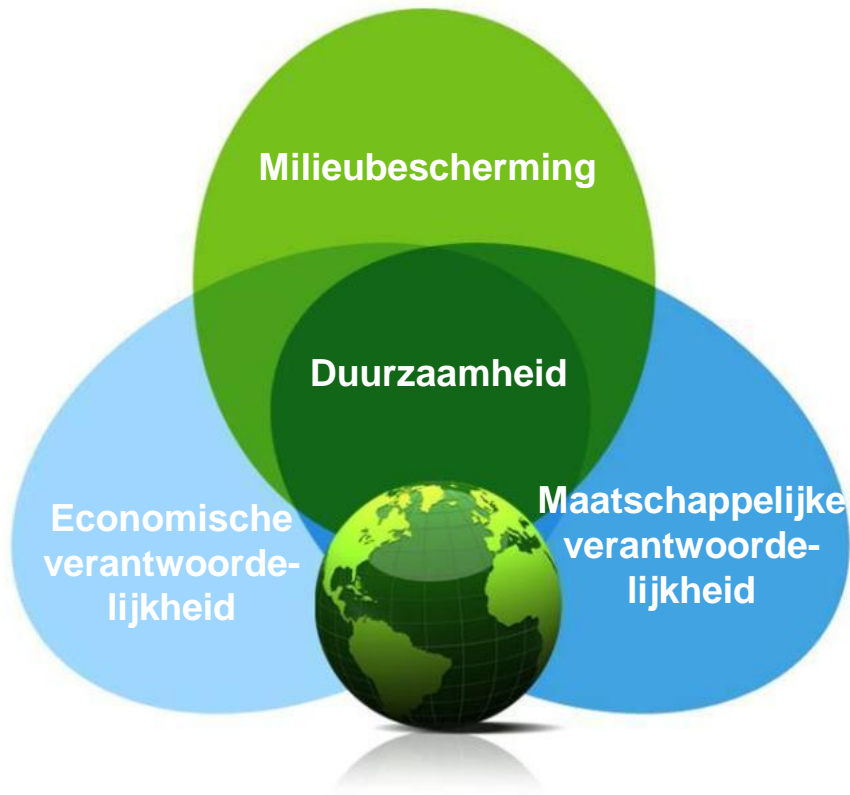 Milieubescherming
Duurzaamheid
Economische
verantwoorde-
lijkheid
Maatschappelijke
verantwoorde-
lijkheid